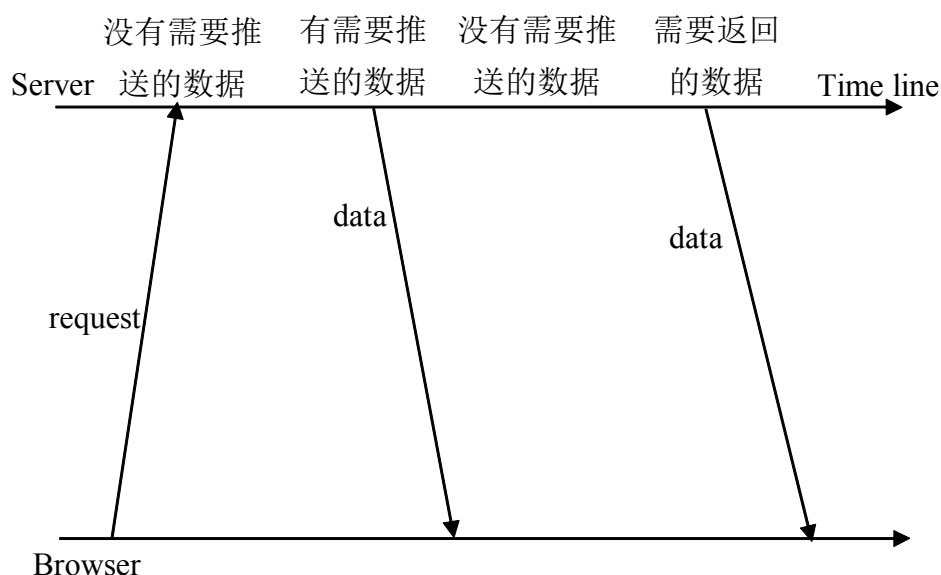 没有需要推
送的数据
有需要推
送的数据
没有需要推
送的数据
需要返回
的数据
Server
Time line
data
data
request
Browser